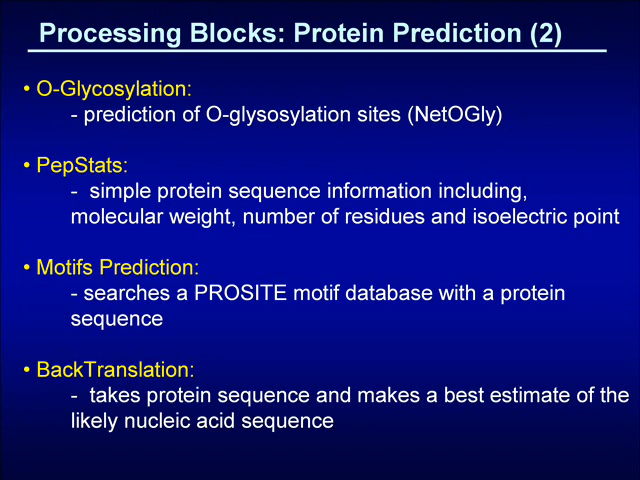 Processing Blocks: Protein Prediction (2)
• O-Glycosylation:
- prediction of O-glysosylation sites (NetOGly)
• PepStats:
- simple protein sequence information including,
molecular weight, number of residues and isoelectric point
• Motifs Prediction:
- searches a PROSITE motif database with a protein
sequence
• BackTranslation:
- takes protein sequence and makes a best estimate of the
likely nucleic acid sequence